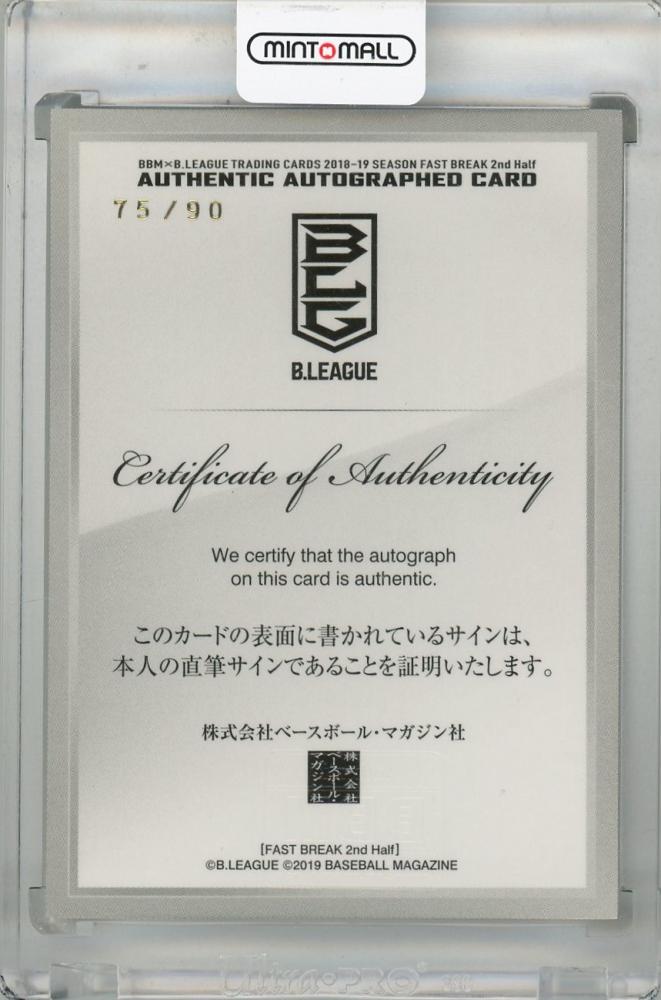 MINTMALL
BBM×B.LEAGUE TRADING CARDS 2018-19 SEASON FAST BREAK 2nd Half
AUTHENTIC AUTOGRAPHED CARD
75/90
BLG
B.LEAGUE
Certificate of Authenticity
We certify that the autograph
on this card is authentic.
このカードの表面に書かれているサインは、
本人の直筆サインであることを証明いたします。
株式会社ベースボール・マガジン社
株式会社
ベースボール・
マガジン社
[FAST BREAK 2nd Half]
©B.LEAGUE ©2019 BASEBALL MAGAZINE
Ultra·PRO